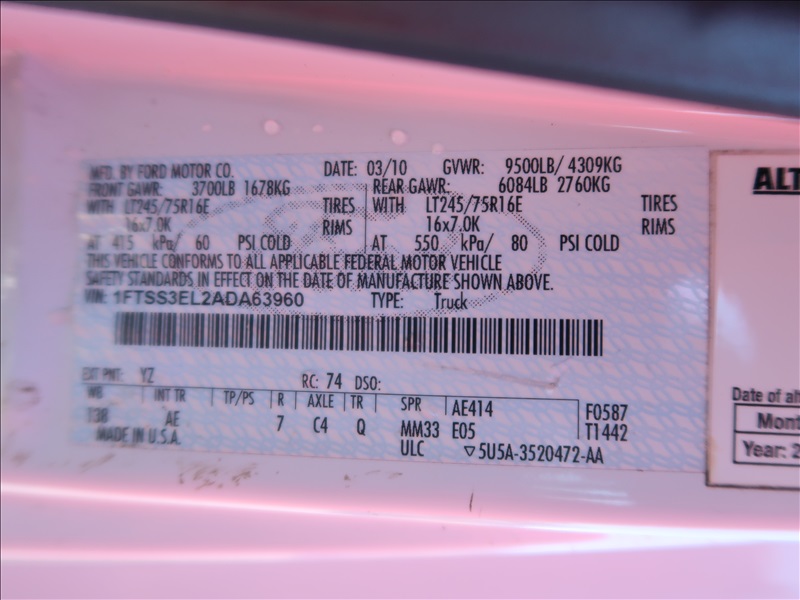 MFD. BY FORD MOTOR CO. DATE: 03/10 GVWR: 9500LB/ 4309KG
FRONT GAWR: 3700LB 1678KG REAR GAWR: 6084LB 2760KG
WITH LT245/75R16E TIRES WITH LT245/75R16E TIRES
16x7.0K RIMS 16x7.0K RIMS
AT 415 kPa/ 60 PSI COLD AT 550 kPa/ 80 PSI COLD
THIS VEHICLE CONFORMS TO ALL APPLICABLE FEDERAL MOTOR VEHICLE
SAFETY STANDARDS IN EFFECT ON THE DATE OF MANUFACTURE SHOWN ABOVE.
VIN: 1FTSS3EL2ADA63960 TYPE: Truck
EXT PNT: YZ RC: 74 DSO:
WB INT TR TP/PS R AXLE TR SPR AE414 F0587
138 AE 7 C4 Q MM33 E05 T1442
MADE IN U.S.A. ULC 5U5A-3520472-AA
ALT
Date of alt
Mont
Year: 2